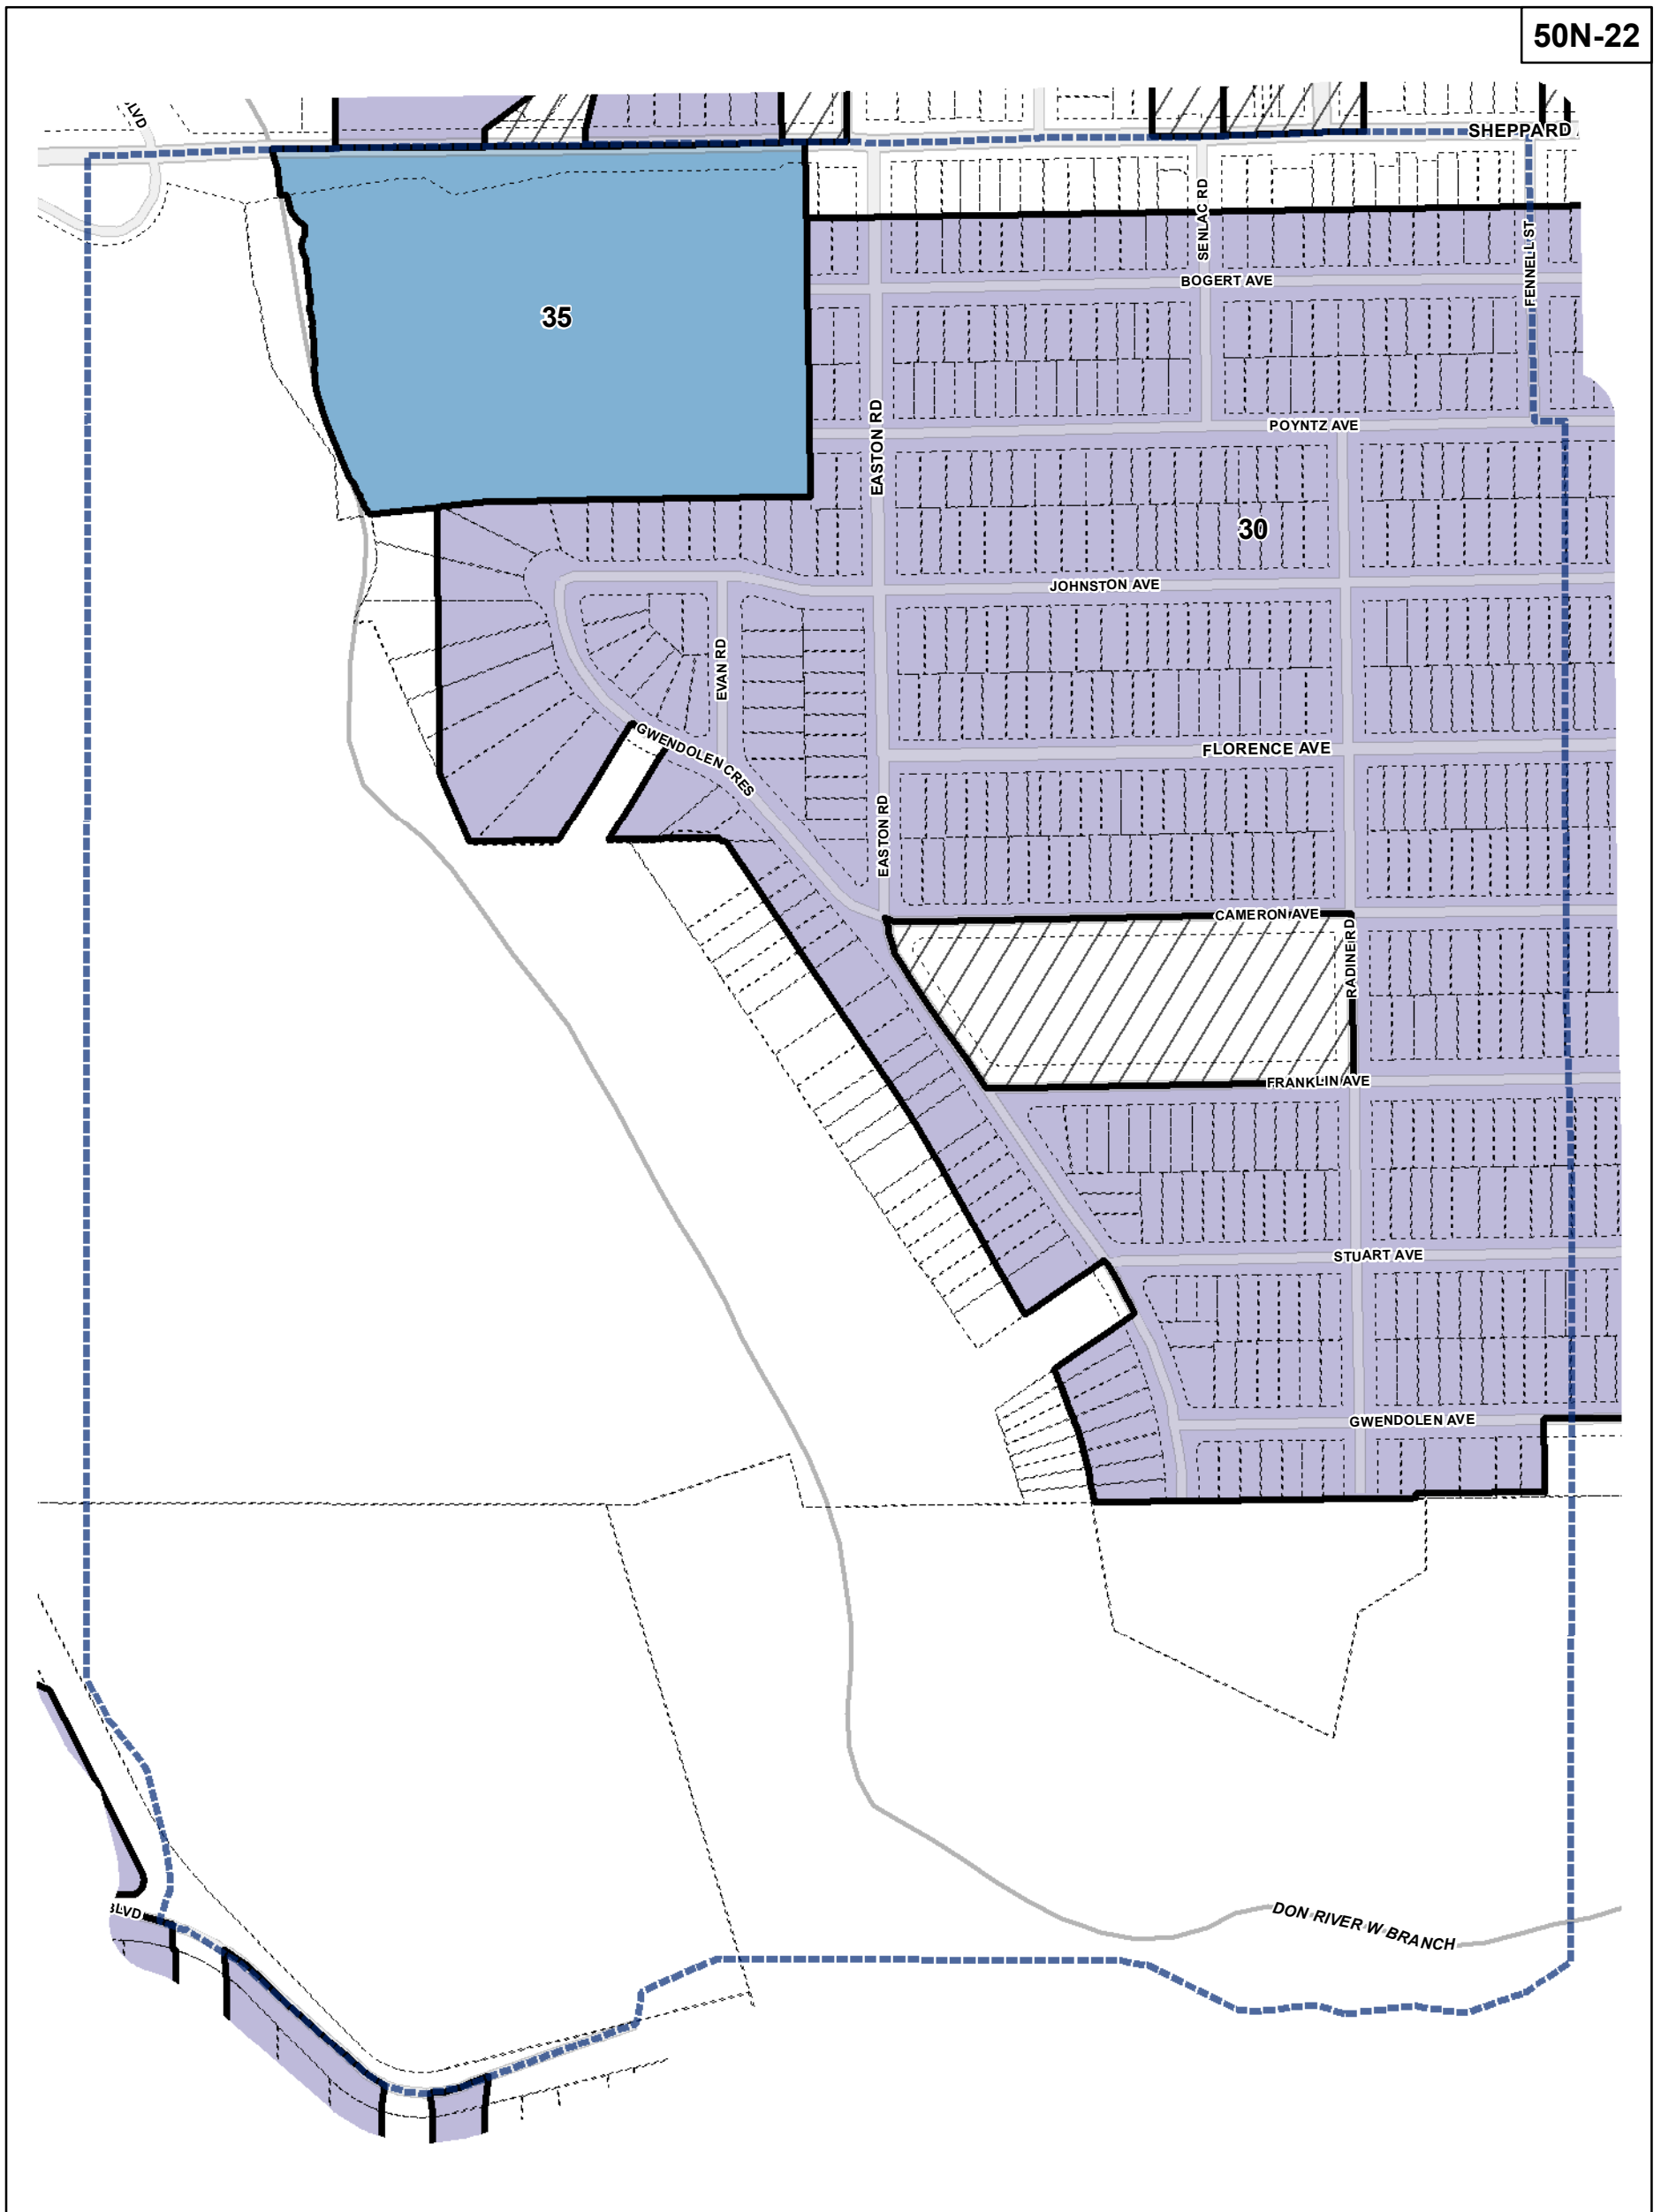 50N-22
LVD
SHEPPARD
SENLAC RD
FENNELL ST
BOGERT AVE
35
EASTON RD
POYNTZ AVE
30
JOHNSTON AVE
EVAN RD
GWENDOLEN CRES
FLORENCE AVE
EASTON RD
CAMERON AVE
RADINE RD
FRANKLIN AVE
STUART AVE
GWENDOLEN AVE
BLVD
DON RIVER W BRANCH